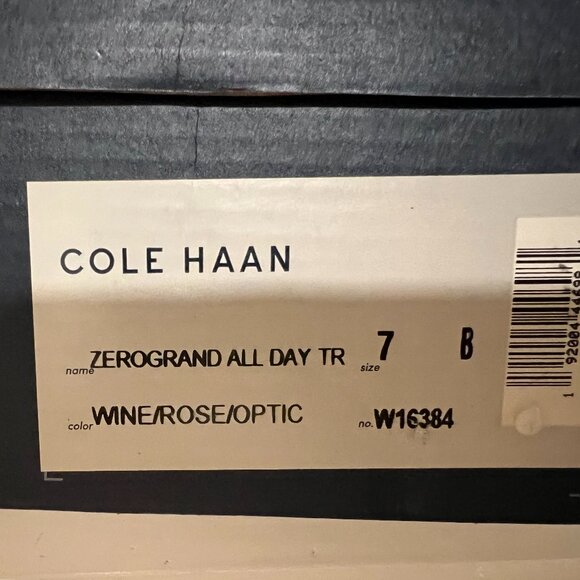 COLE HAAN
name ZEROGRAND ALL DAY TR size 7 B
color WINE/ROSE/OPTIC no. W16384